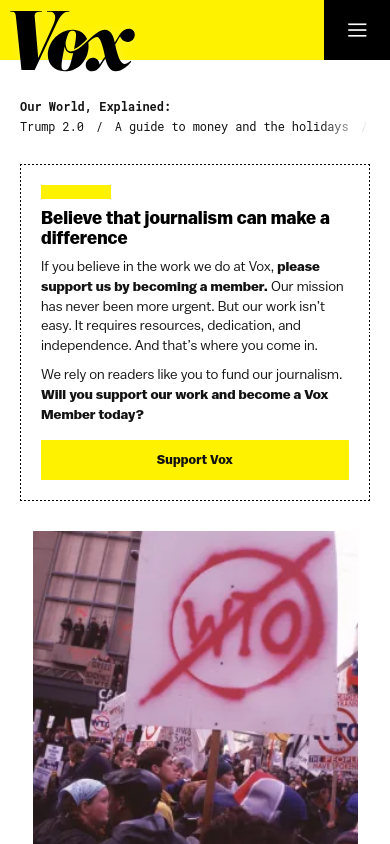 Vox
Our World, Explained:
Trump 2.0 / A guide to money and the holidays /
Believe that journalism can make a
difference
If you believe in the work we do at Vox, please
support us by becoming a member. Our mission
has never been more urgent. But our work isn't
easy. It requires resources, dedication, and
independence. And that's where you come in.
We rely on readers like you to fund our journalism.
Will you support our work and become a Vox
Member today?
Support Vox
WTO